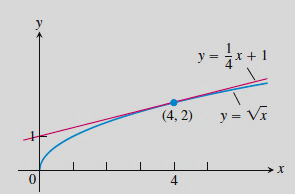 y
y = 1/4 x + 1
(4, 2)
y = √x
1
x
0
4